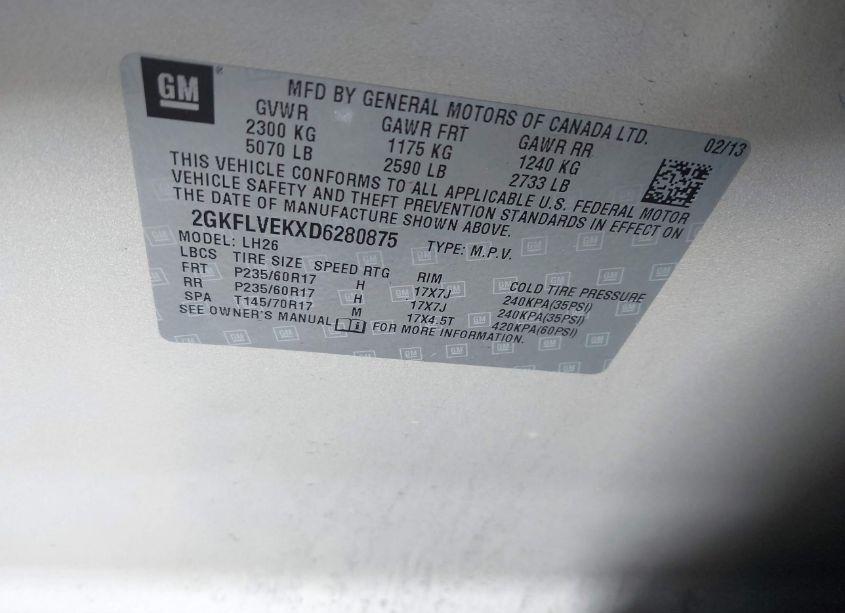 GM
MFD BY GENERAL MOTORS OF CANADA LTD.
02/13
GVWR GAWR FRT GAWR RR
2300 KG 1175 KG 1240 KG
5070 LB 2590 LB 2733 LB
THIS VEHICLE CONFORMS TO ALL APPLICABLE U.S. FEDERAL MOTOR
VEHICLE SAFETY AND THEFT PREVENTION STANDARDS IN EFFECT ON
THE DATE OF MANUFACTURE SHOWN ABOVE.
2GKFLVEKXD6280875 TYPE: M.P.V.
MODEL: LH26
LBCS TIRE SIZE SPEED RTG RIM COLD TIRE PRESSURE
FRT P235/60R17 H 17X7J 240KPA(35PSI)
RR P235/60R17 H 17X7J 240KPA(35PSI)
SPA T145/70R17 M 17X4.5T 420KPA(60PSI)
SEE OWNER'S MANUAL i FOR MORE INFORMATION.